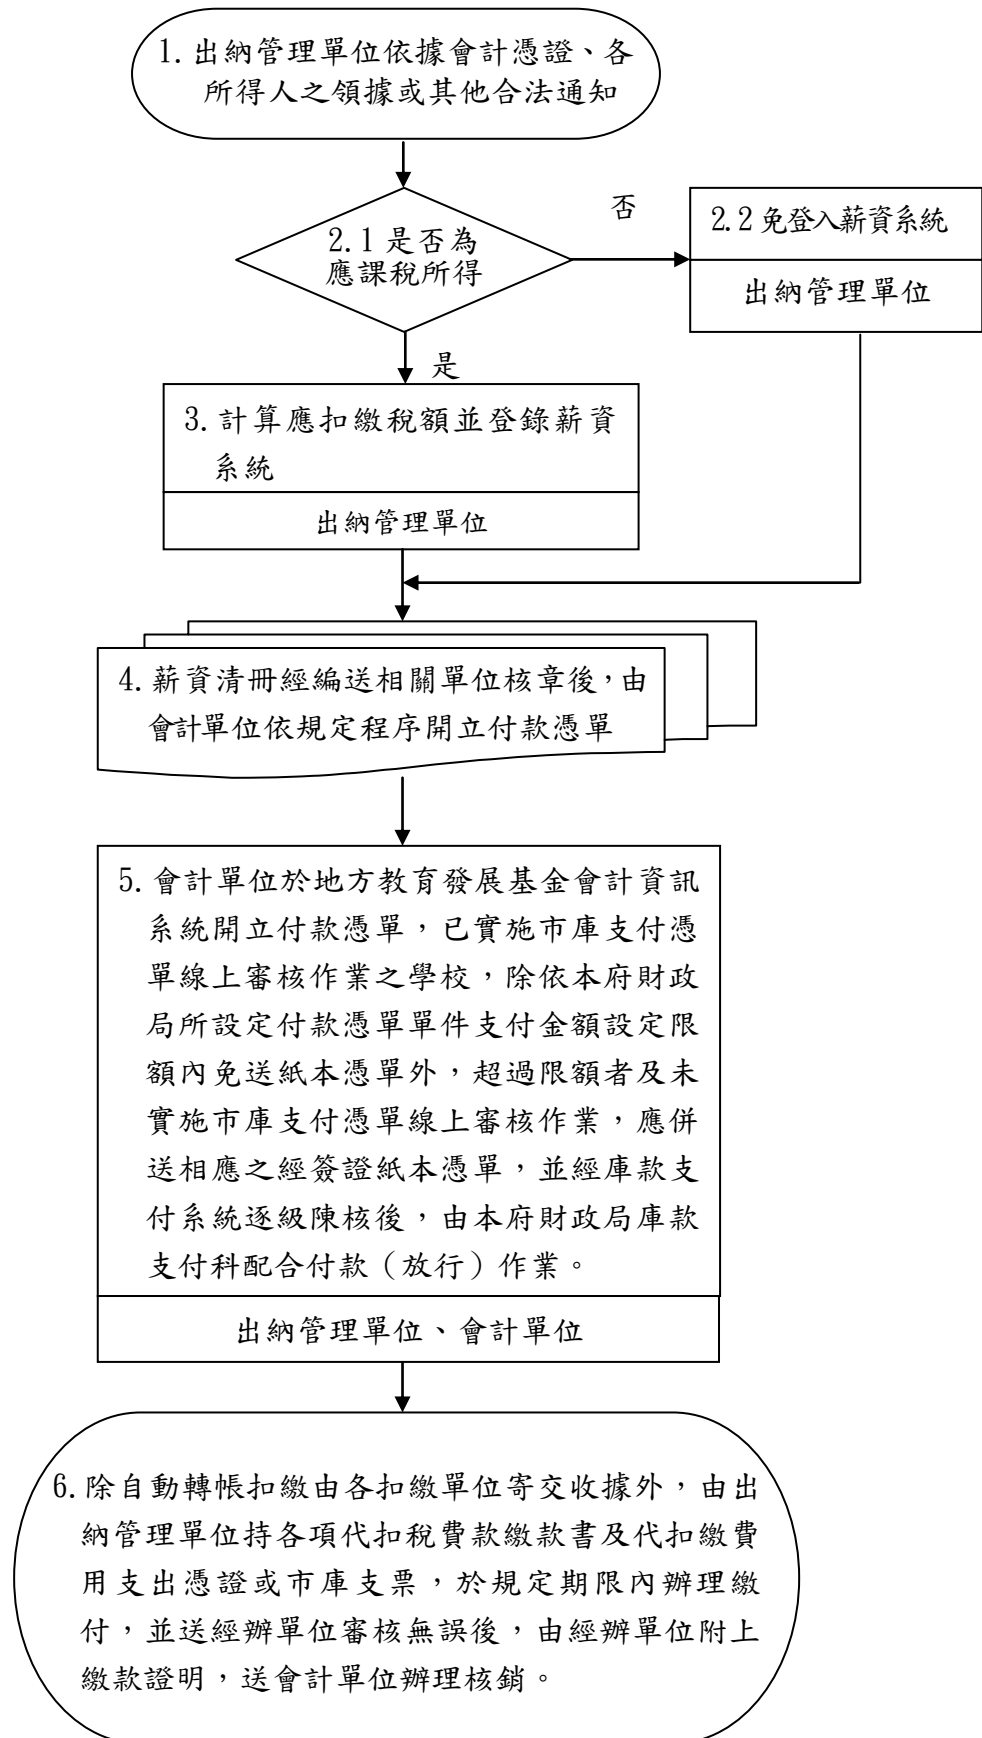 1. 出納管理單位依據會計憑證、各
所得人之領據或其他合法通知
2.1 是否為
應課稅所得
否
2.2 免登入薪資系統
出納管理單位
是
3. 計算應扣繳稅額並登錄薪資
系統
出納管理單位
4. 薪資清冊經編送相關單位核章後，由
會計單位依規定程序開立付款憑單
5. 會計單位於地方教育發展基金會計資訊
系統開立付款憑單，已實施市庫支付憑
單線上審核作業之學校，除依本府財政
局所設定付款憑單單件支付金額設定限
額內免送紙本憑單外，超過限額者及未
實施市庫支付憑單線上審核作業，應併
送相應之經簽證紙本憑單，並經庫款支
付系統逐級陳核後，由本府財政局庫款
支付科配合付款（放行）作業。
出納管理單位、會計單位
6. 除自動轉帳扣繳由各扣繳單位寄交收據外，由出
納管理單位持各項代扣稅費款繳款書及代扣繳費
用支出憑證或市庫支票，於規定期限內辦理繳
付，並送經辦單位審核無誤後，由經辦單位附上
繳款證明，送會計單位辦理核銷。